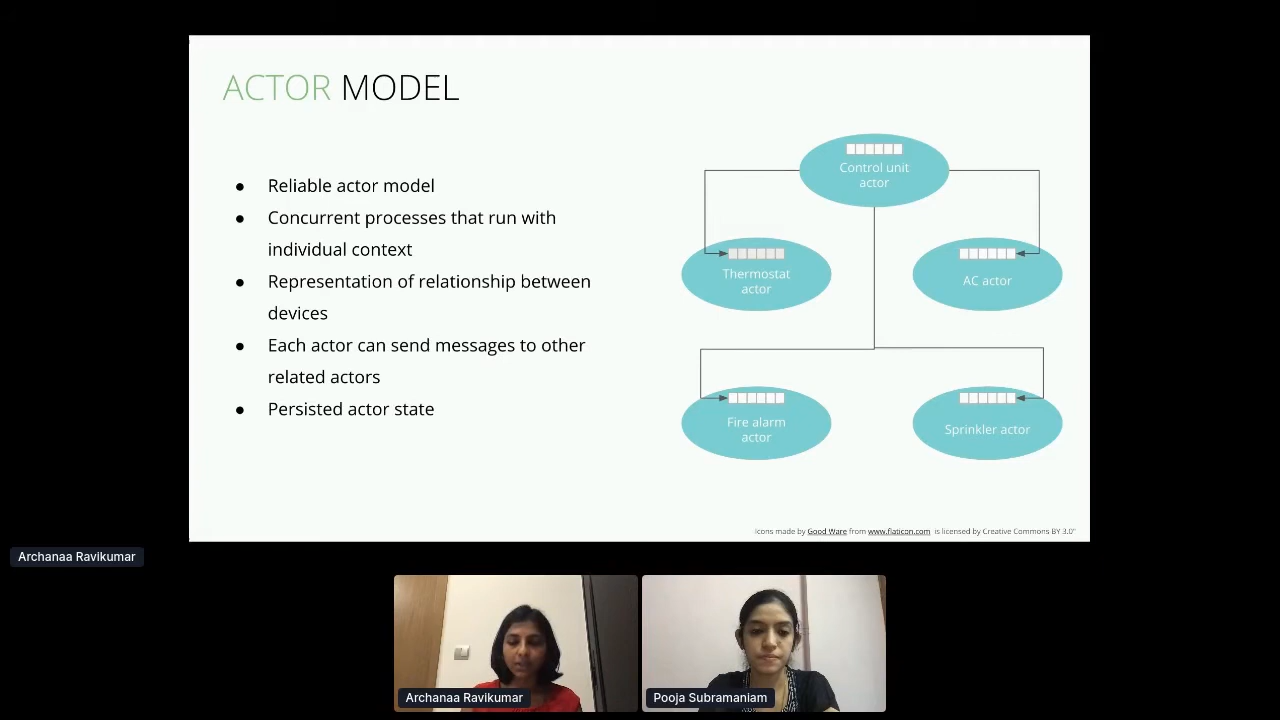 ACTOR MODEL
● Reliable actor model
● Concurrent processes that run with
individual context
● Representation of relationship between
devices
● Each actor can send messages to other
related actors
● Persisted actor state
Control unit
actor
Thermostat
actor
AC actor
Fire alarm
actor
Sprinkler actor
Icons made by Good Ware from www.flaticon.com is licensed by Creative Commons BY 3.0"
Archanaa Ravikumar
Archanaa Ravikumar
Pooja Subramaniam